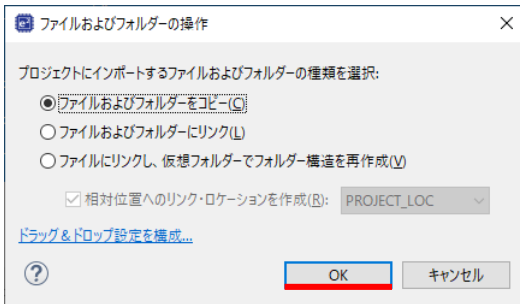 ファイルおよびフォルダーの操作
プロジェクトにインポートするファイルおよびフォルダーの種類を選択:
ファイルおよびフォルダーをコピー(C)
ファイルおよびフォルダーにリンク(L)
ファイルにリンクし、仮想フォルダーでフォルダー構造を再作成(V)
相対位置へのリンク・ロケーションを作成(R): PROJECT_LOC
ドラッグ&ドロップ設定を構成...
OK キャンセル